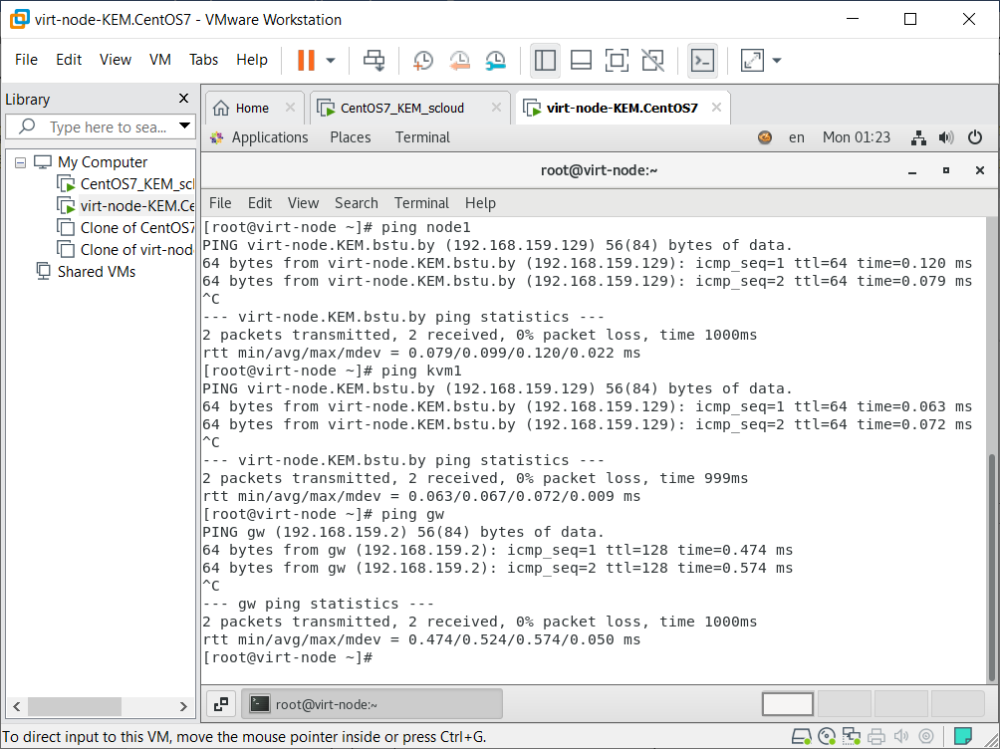 virt-node-KEM.CentOS7 - VMware Workstation
File Edit View VM Tabs Help
Library
Type here to sea...
My Computer
CentOS7_KEM_scl
virt-node-KEM.Ce
Clone of CentOS7
Clone of virt-nod
Shared VMs
Home CentOS7_KEM_scloud virt-node-KEM.CentOS7
Applications Places Terminal en Mon 01:23
root@virt-node:~
File Edit View Search Terminal Help
[root@virt-node ~]# ping node1
PING virt-node.KEM.bstu.by (192.168.159.129) 56(84) bytes of data.
64 bytes from virt-node.KEM.bstu.by (192.168.159.129): icmp_seq=1 ttl=64 time=0.120 ms
64 bytes from virt-node.KEM.bstu.by (192.168.159.129): icmp_seq=2 ttl=64 time=0.079 ms
^C
--- virt-node.KEM.bstu.by ping statistics ---
2 packets transmitted, 2 received, 0% packet loss, time 1000ms
rtt min/avg/max/mdev = 0.079/0.099/0.120/0.022 ms
[root@virt-node ~]# ping kvm1
PING virt-node.KEM.bstu.by (192.168.159.129) 56(84) bytes of data.
64 bytes from virt-node.KEM.bstu.by (192.168.159.129): icmp_seq=1 ttl=64 time=0.063 ms
64 bytes from virt-node.KEM.bstu.by (192.168.159.129): icmp_seq=2 ttl=64 time=0.072 ms
^C
--- virt-node.KEM.bstu.by ping statistics ---
2 packets transmitted, 2 received, 0% packet loss, time 999ms
rtt min/avg/max/mdev = 0.063/0.067/0.072/0.009 ms
[root@virt-node ~]# ping gw
PING gw (192.168.159.2) 56(84) bytes of data.
64 bytes from gw (192.168.159.2): icmp_seq=1 ttl=128 time=0.474 ms
64 bytes from gw (192.168.159.2): icmp_seq=2 ttl=128 time=0.574 ms
^C
--- gw ping statistics ---
2 packets transmitted, 2 received, 0% packet loss, time 1000ms
rtt min/avg/max/mdev = 0.474/0.524/0.574/0.050 ms
[root@virt-node ~]#
root@virt-node:~
To direct input to this VM, move the mouse pointer inside or press Ctrl+G.